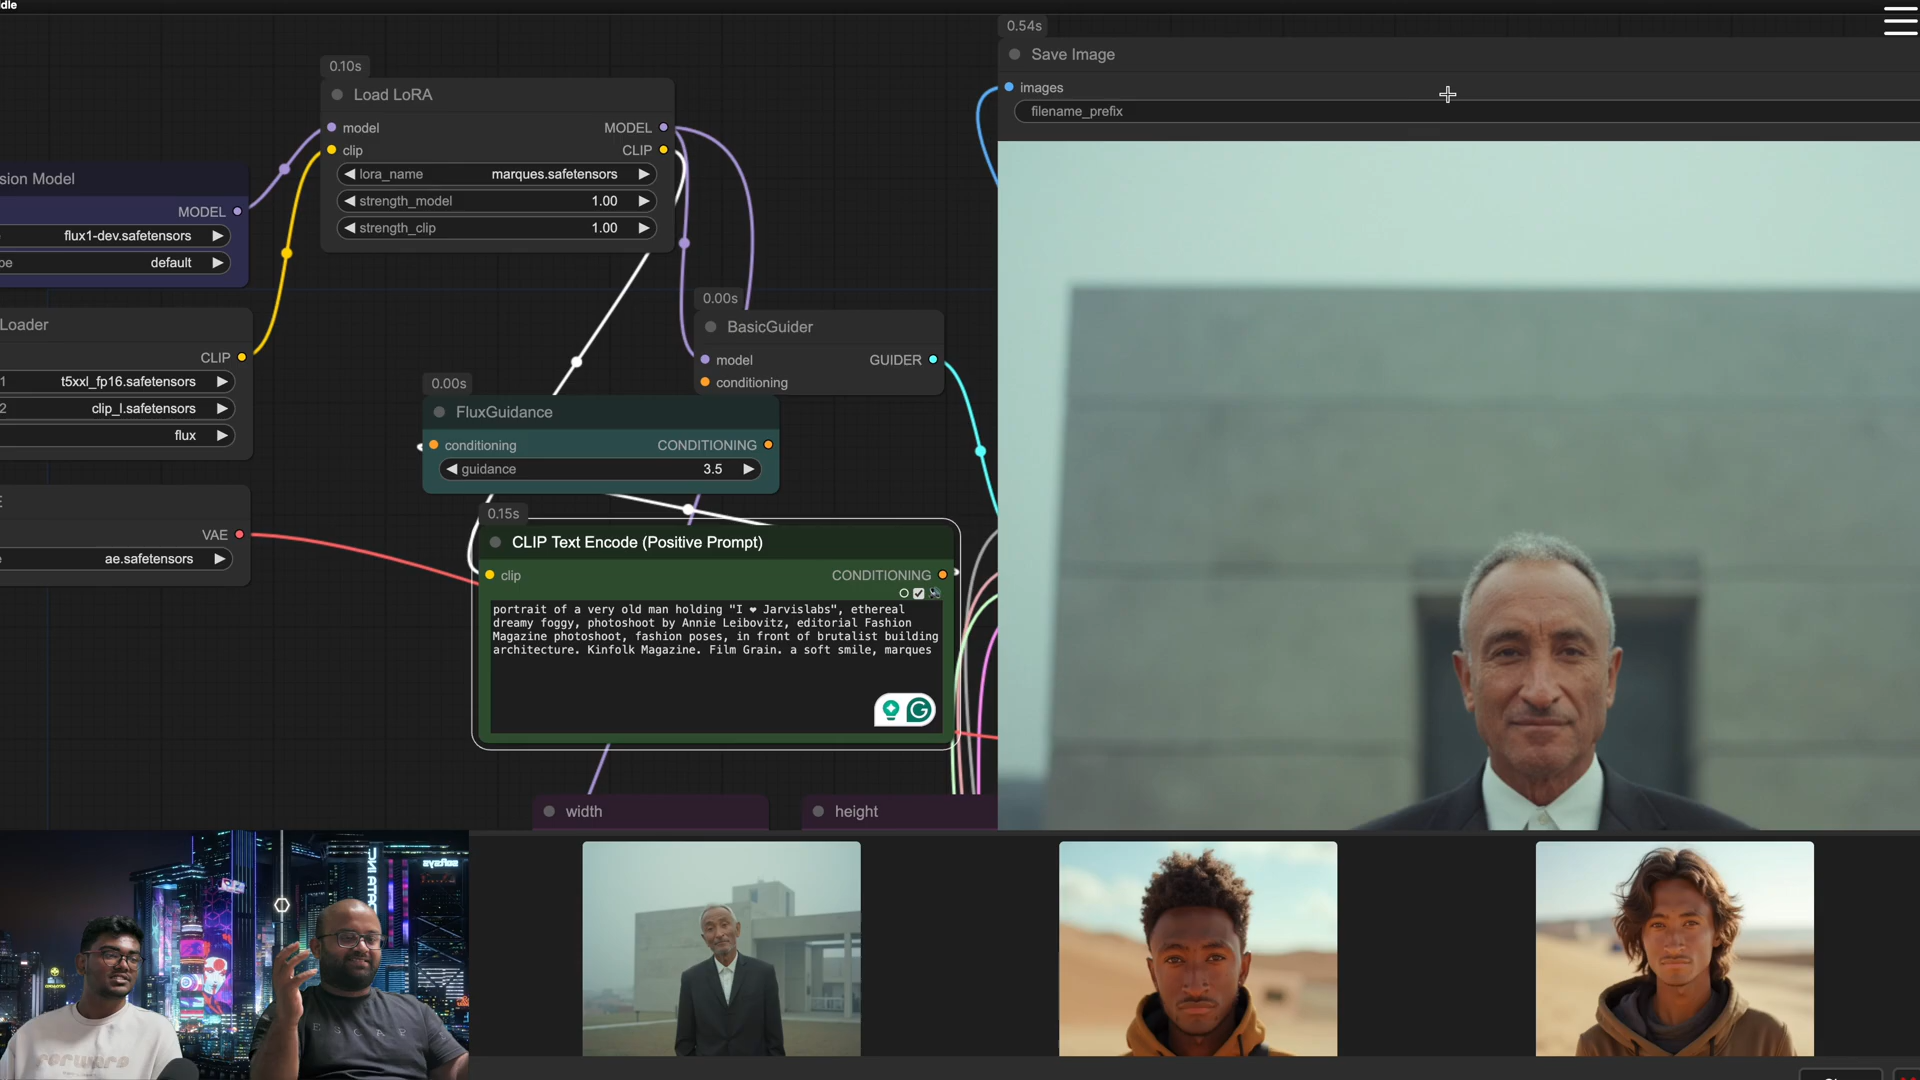 dle
0.10s
Load LoRA
model MODEL
clip CLIP
lora_name marques.safetensors
strength_model 1.00
strength_clip 1.00
sion Model
MODEL
flux1-dev.safetensors
pe default
Loader
CLIP
1 t5xxl_fp16.safetensors
2 clip_l.safetensors
flux
E
VAE
e ae.safetensors
0.00s
BasicGuider
model GUIDER
conditioning
0.00s
FluxGuidance
conditioning CONDITIONING
guidance 3.5
0.15s
CLIP Text Encode (Positive Prompt)
clip CONDITIONING
portrait of a very old man holding "I ❤ Jarvislabs", ethereal
dreamy foggy, photoshoot by Annie Leibovitz, editorial Fashion
Magazine photoshoot, fashion poses, in front of brutalist building
architecture. Kinfolk Magazine. Film Grain. a soft smile, marques
width
height
0.54s
Save Image
images
filename_prefix
ESCAP